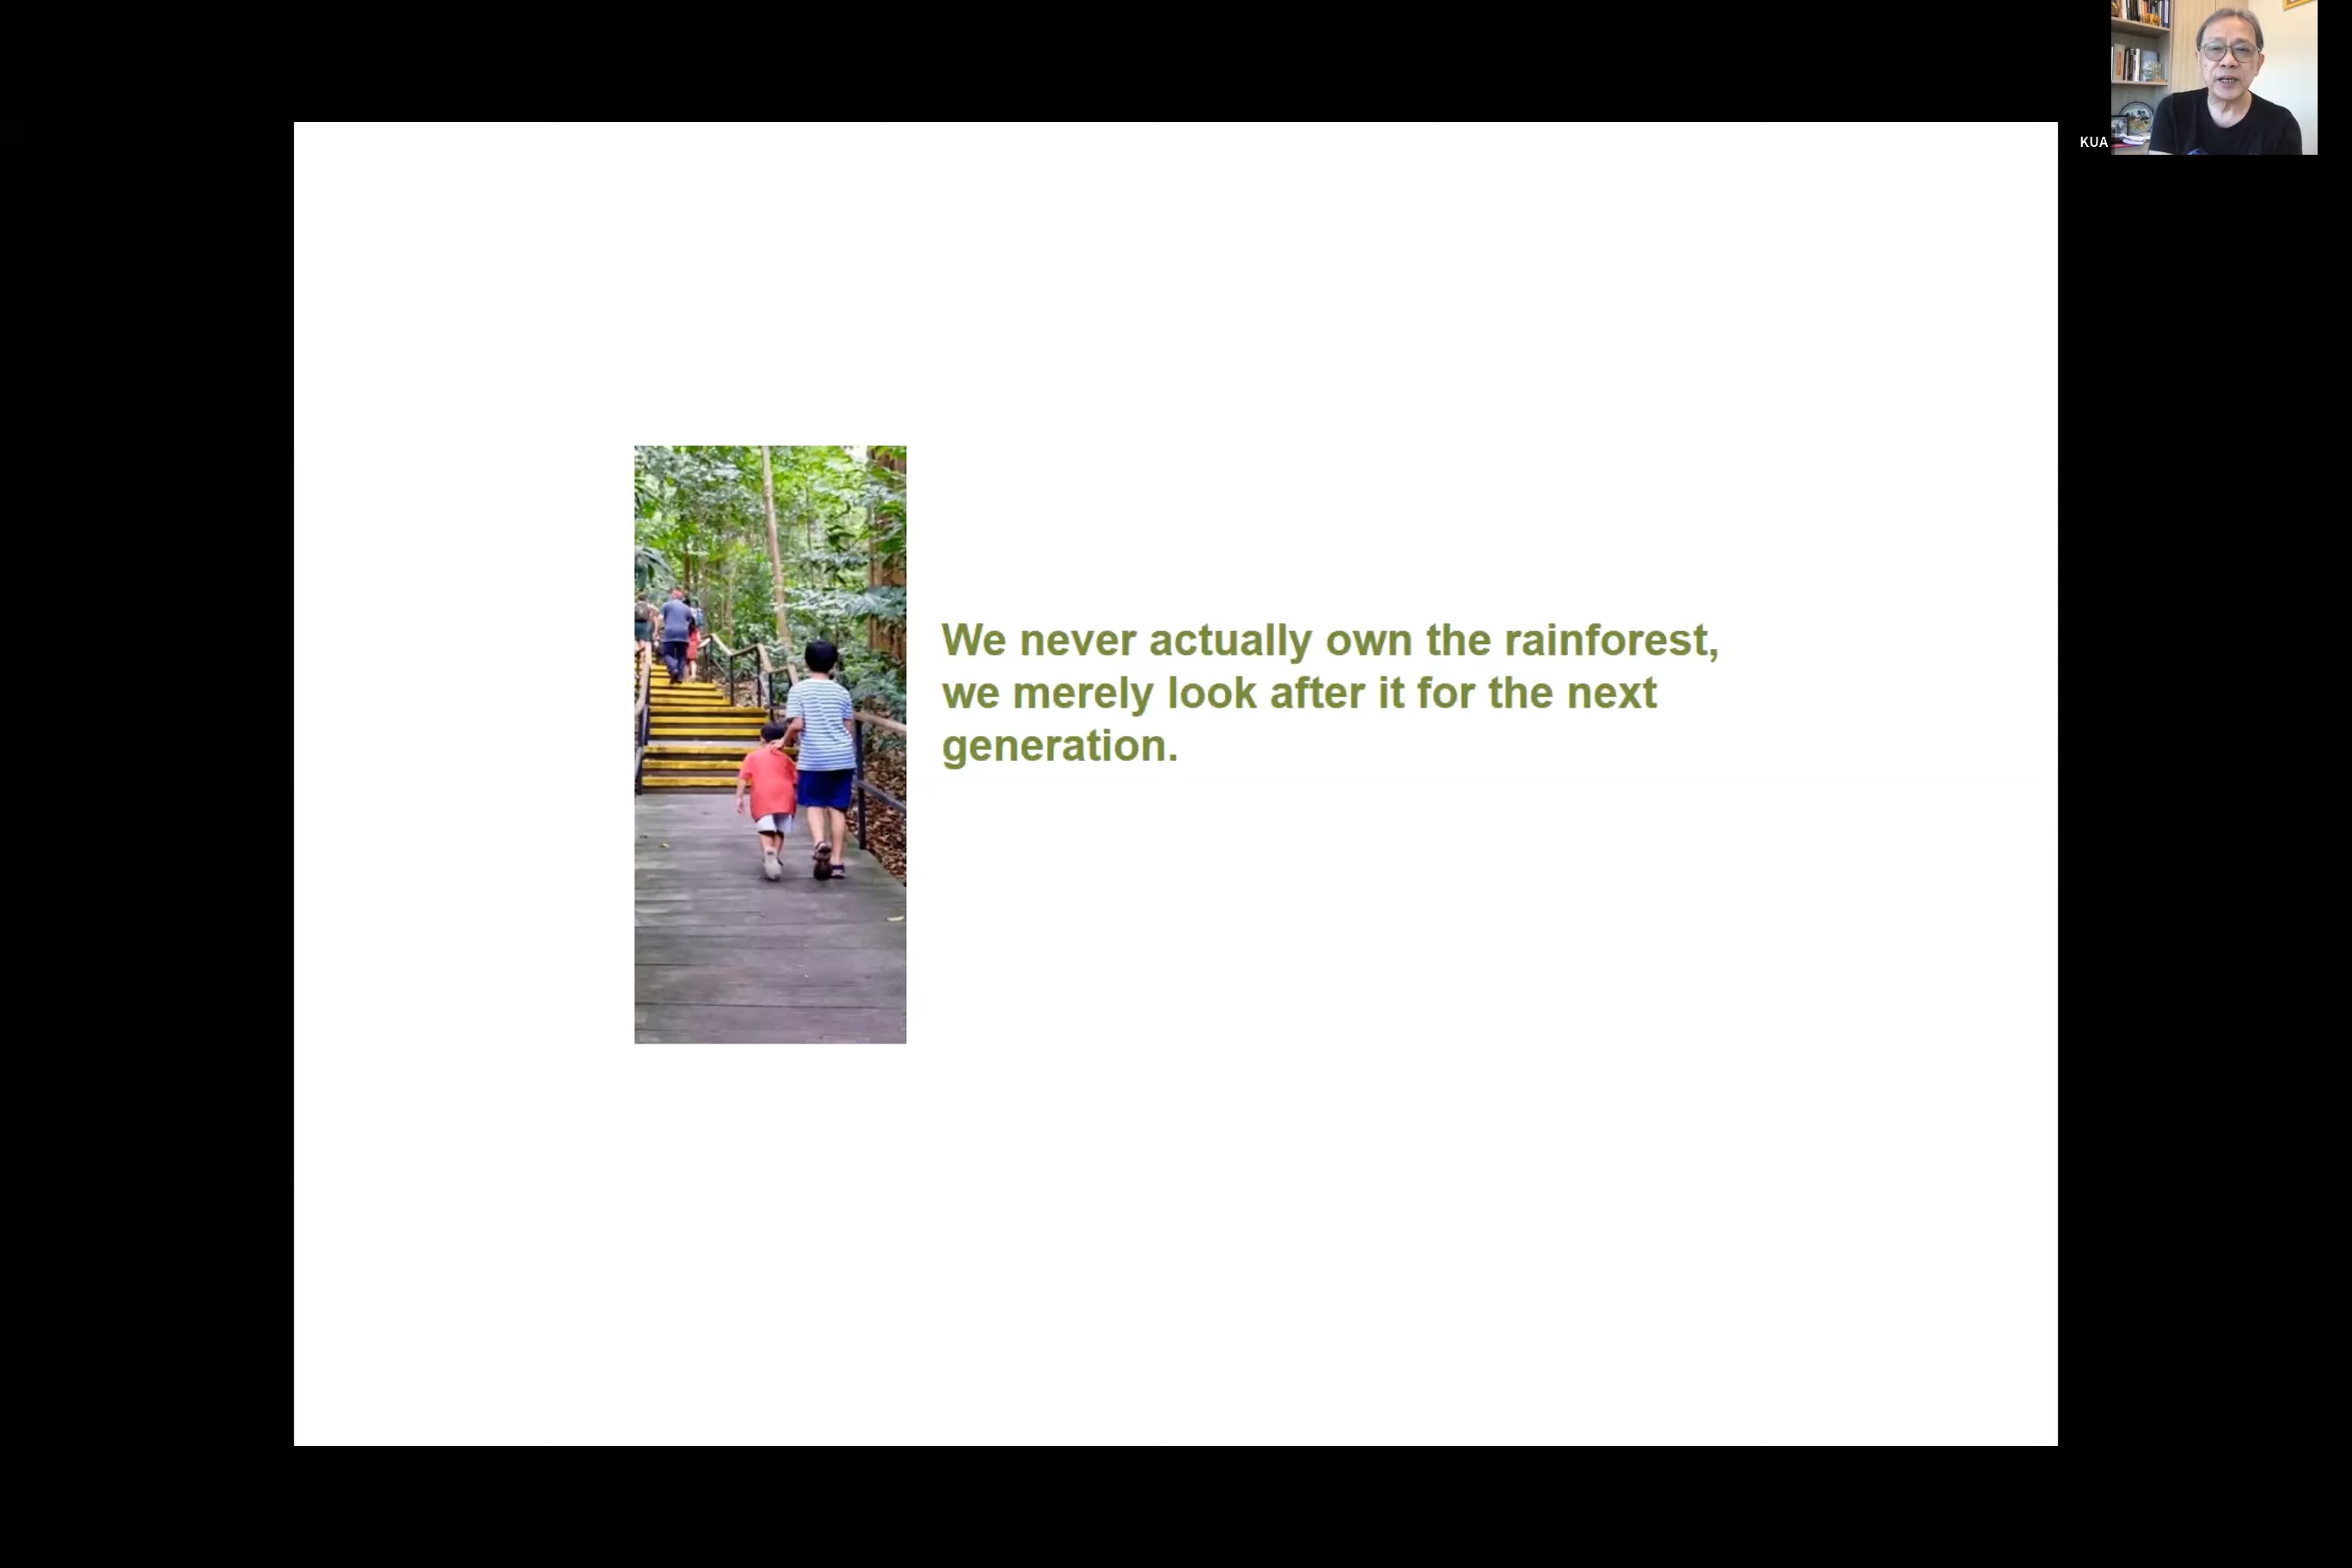 KUA
We never actually own the rainforest,
we merely look after it for the next
generation.